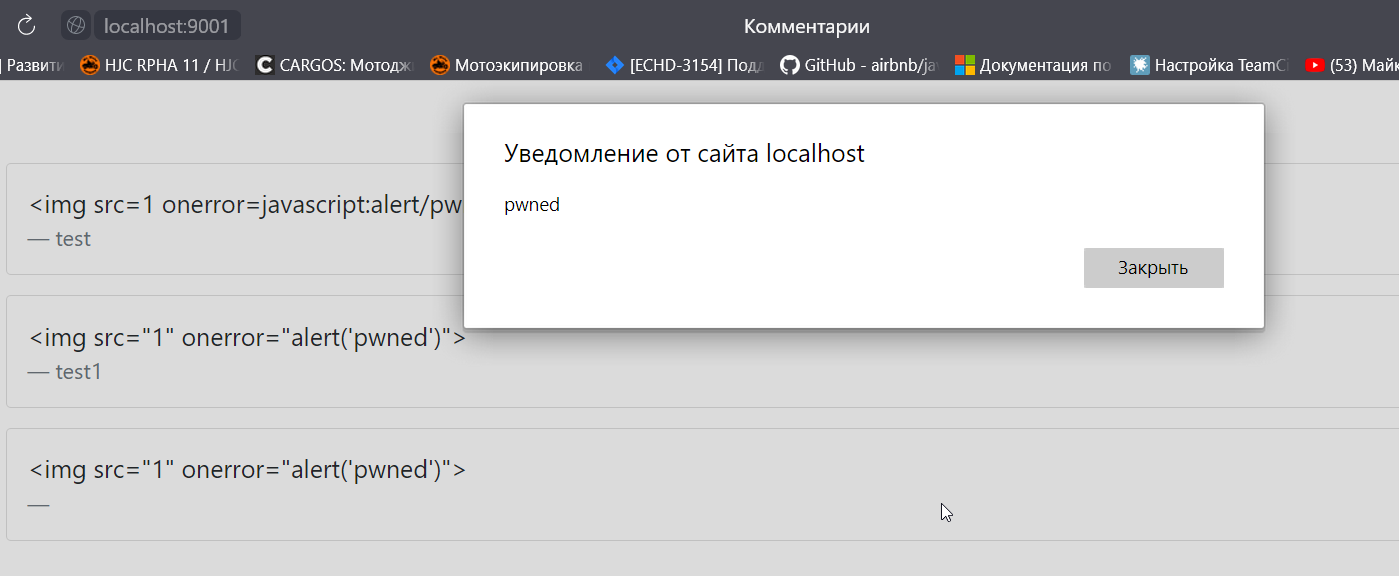 localhost:9001
Комментарии
Развити HJC RPHA 11 / HJC CARGOS: Мотодж Мотоэкипировка [ECHD-3154] Подд GitHub - airbnb/jav Документация по Настройка TeamCi (53) Майк
Уведомление от сайта localhost
pwned
Закрыть
<img src=1 onerror=javascript:alert/pw
— test
<img src="1" onerror="alert('pwned')">
— test1
<img src="1" onerror="alert('pwned')">
—